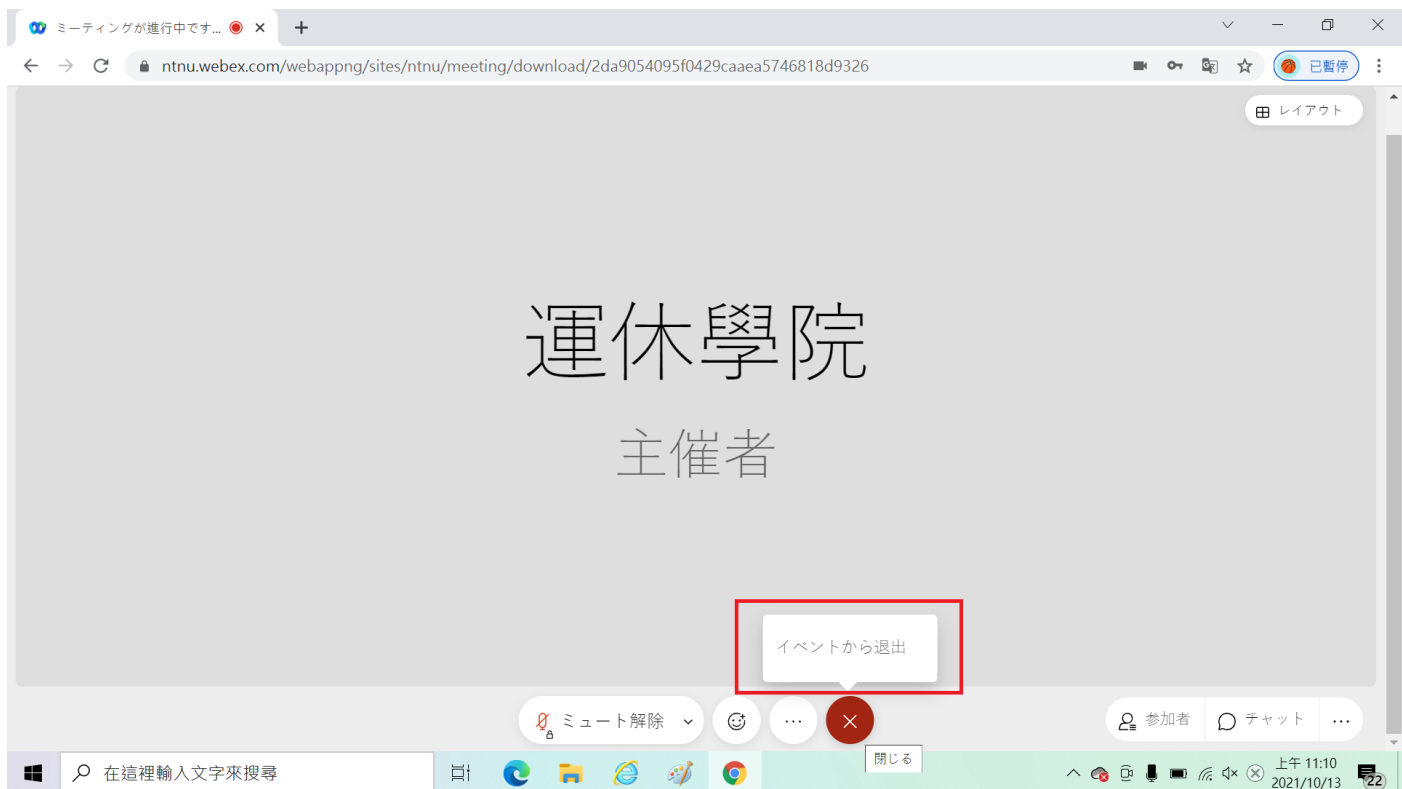 ミーティングが進行中です...
ntnu.webex.com/webappng/sites/ntnu/meeting/download/2da9054095f0429caaea5746818d9326
已暫停
レイアウト
運休學院
主催者
イベントから退出
ミュート解除
参加者
チャット
閉じる
在這裡輸入文字來搜尋
上午 11:10
2021/10/13
22